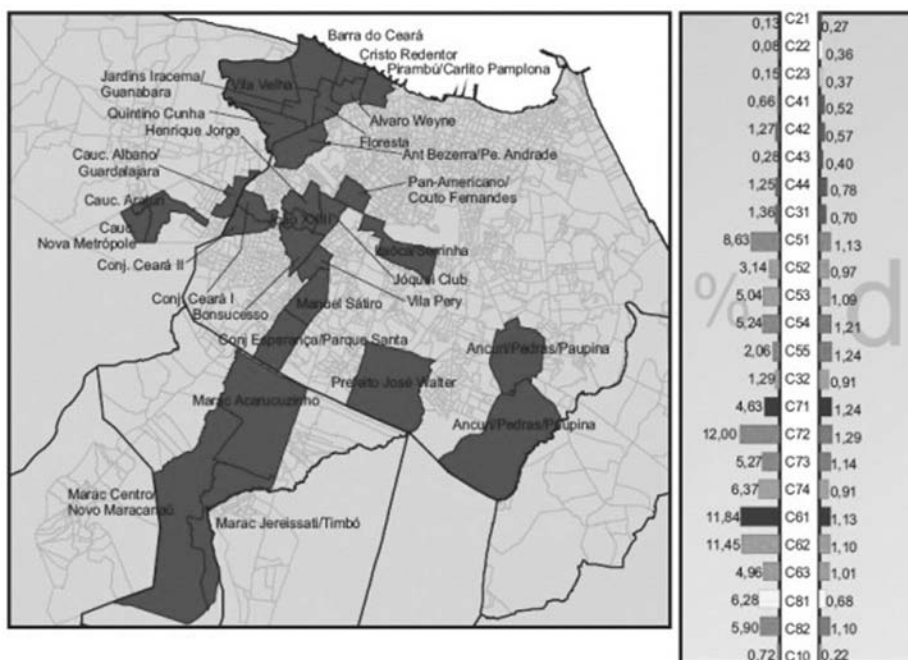 Barra do Ceará
Cristo Redentor
Pirambú/Carlito Pamplona
Jardins Iracema/
Guanabara
Vila Velha
Quintino Cunha
Alvaro Weyne
Henrique Jorge
Floresta
Ant Bezerra/Pe. Andrade
Cauc. Albano/
Guardalajara
Pan-Americano/
Couto Fernandes
Cauc. Araturi
João XXIII
Cauc.
Nova Metrópole
Itaóca/Serrinha
Conj. Ceará II
Jóquei Club
Conj. Ceará I
Vila Pery
Bonsucesso
Manoel Sátiro
Conj Esperança/Parque Santa
Ancuri/Pedras/Paupina
Prefeito José Walter
Marac Acarucuzinho
Ancuri/Pedras/Paupina
Marac Centro/
Novo Maracanaú
Marac Jereissati/Timbó
0,13 C21 0,27
0,08 C22 0,36
0,15 C23 0,37
0,66 C41 0,52
1,27 C42 0,57
0,28 C43 0,40
1,25 C44 0,78
1,36 C31 0,70
8,63 C51 1,13
3,14 C52 0,97
5,04 C53 1,09
% d
5,24 C54 1,21
2,06 C55 1,24
1,29 C32 0,91
4,63 C71 1,24
12,00 C72 1,29
5,27 C73 1,14
6,37 C74 0,91
11,84 C61 1,13
11,45 C62 1,10
4,96 C63 1,01
6,28 C81 0,68
5,90 C82 1,10
0,72 C10 0,22